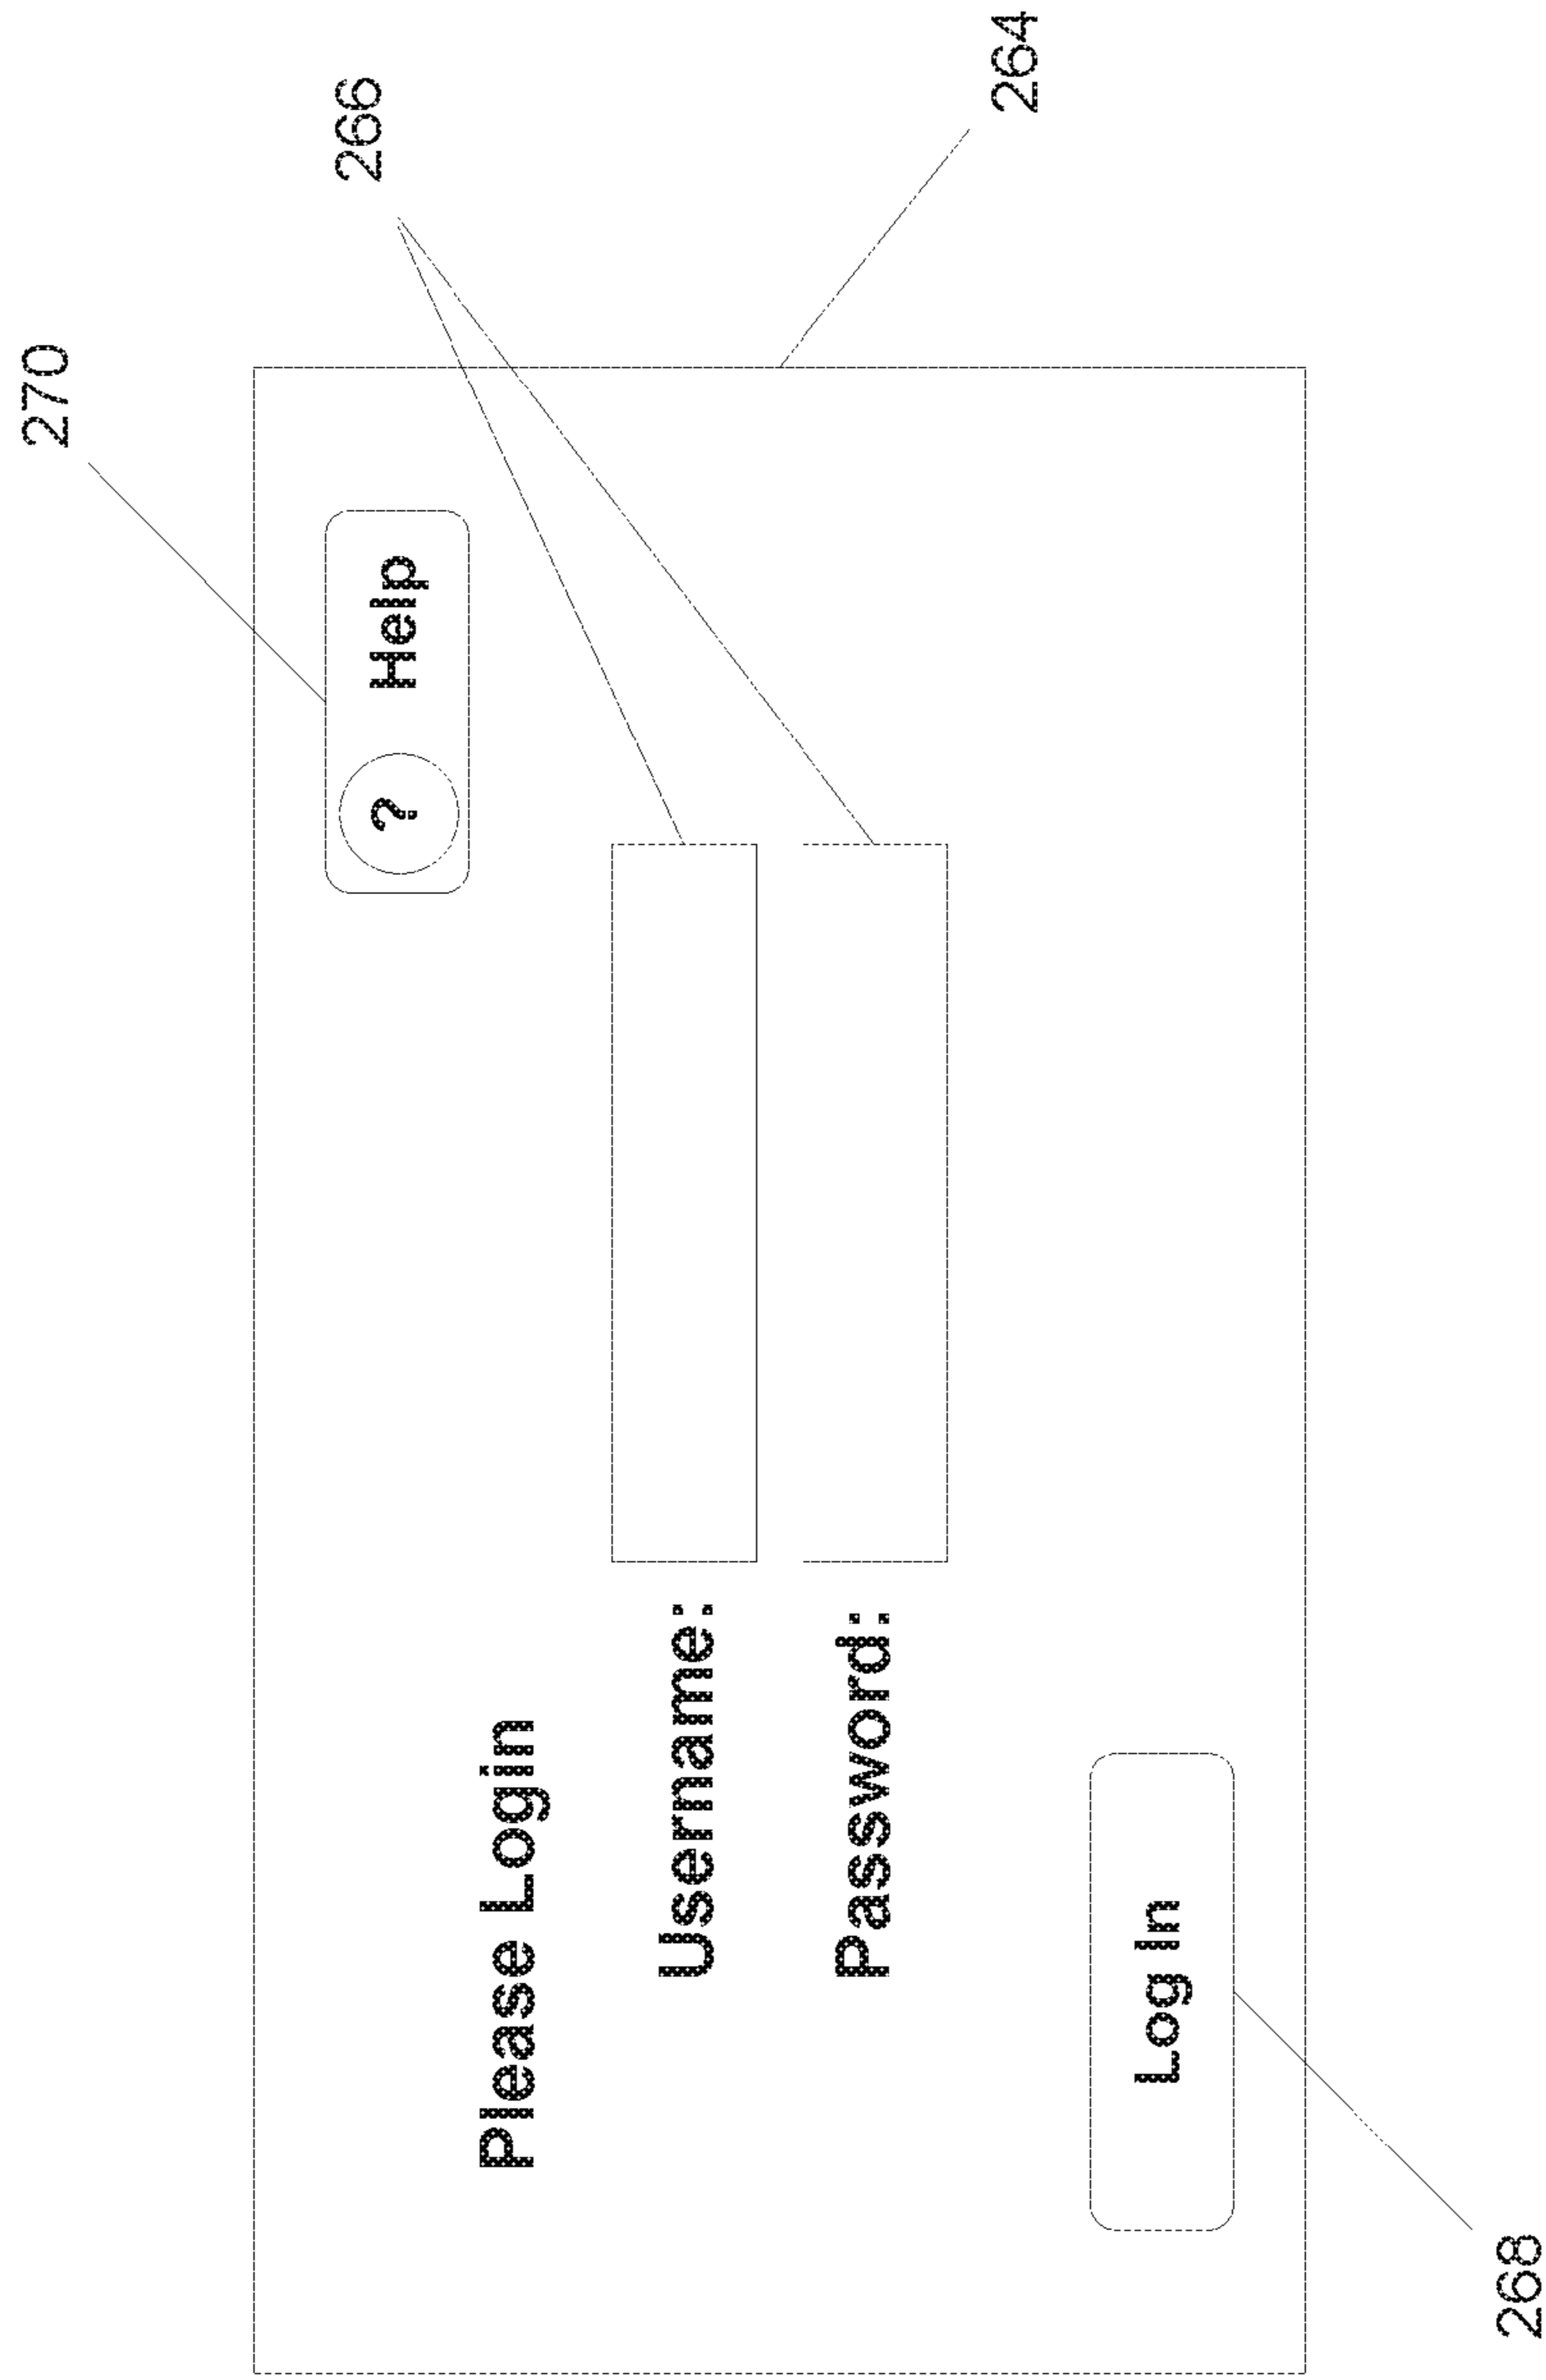 270
266
? Help
Please Login
Username:
Password:
264
Log In
268